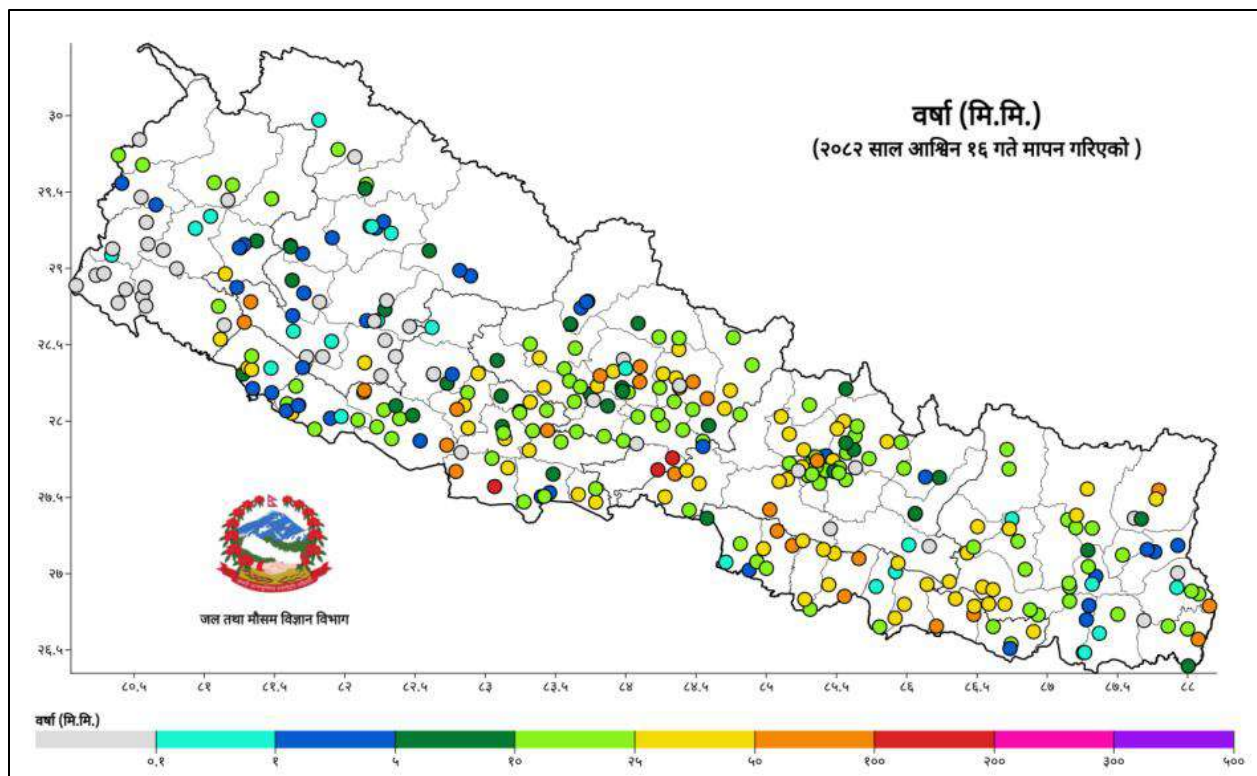 वर्षा (मि.मि.)
(२०८२ साल आश्विन १६ गते मापन गरिएको )
३०
२९.५
२९
२८.५
२८
२७.५
२७
२६.५
जल तथा मौसम विज्ञान विभाग
८०.५ ८१ ८१.५ ८२ ८२.५ ८३ ८३.५ ८४ ८४.५ ८५ ८५.५ ८६ ८६.५ ८७ ८७.५ ८८
वर्षा (मि.मि.)
०.१ १ ५ १० २५ ५० १०० २०० ३०० ५००